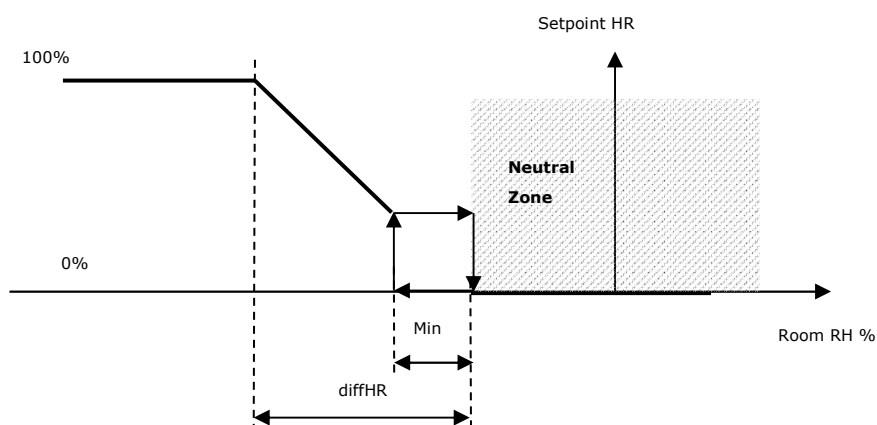 Setpoint HR
100%
Neutral
Zone
0%
Min
Room RH %
diffHR